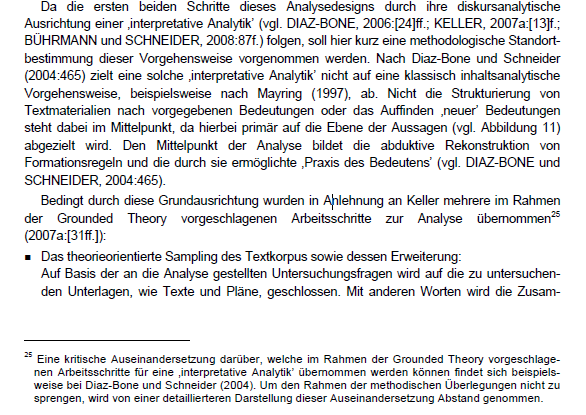 Da die ersten beiden Schritte dieses Analysedesigns durch ihre diskursanalytische
Ausrichtung einer ‚interpretative Analytik’ (vgl. DIAZ-BONE, 2006:[24]ff.; KELLER, 2007a:[13]f.;
BÜHRMANN und SCHNEIDER, 2008:87f.) folgen, soll hier kurz eine methodologische Standort-
bestimmung dieser Vorgehensweise vorgenommen werden. Nach Diaz-Bone und Schneider
(2004:465) zielt eine solche ‚interpretative Analytik’ nicht auf eine klassisch inhaltsanalytische
Vorgehensweise, beispielsweise nach Mayring (1997), ab. Nicht die Strukturierung von
Textmaterialien nach vorgegebenen Bedeutungen oder das Auffinden ‚neuer’ Bedeutungen
steht dabei im Mittelpunkt, da hierbei primär auf die Ebene der Aussagen (vgl. Abbildung 11)
abgezielt wird. Den Mittelpunkt der Analyse bildet die abduktive Rekonstruktion von
Formationsregeln und die durch sie ermöglichte ‚Praxis des Bedeutens’ (vgl. DIAZ-BONE und
SCHNEIDER, 2004:465).
Bedingt durch diese Grundausrichtung wurden in Anlehnung an Keller mehrere im Rahmen
der Grounded Theory vorgeschlagenen Arbeitsschritte zur Analyse übernommen25
(2007a:[31ff.]):
■ Das theorieorientierte Sampling des Textkorpus sowie dessen Erweiterung:
Auf Basis der an die Analyse gestellten Untersuchungsfragen wird auf die zu untersuchen-
den Unterlagen, wie Texte und Pläne, geschlossen. Mit anderen Worten wird die Zusam-
25 Eine kritische Auseinandersetzung darüber, welche im Rahmen der Grounded Theory vorgeschlage-
nen Arbeitsschritte für eine ‚interpretative Analytik’ übernommen werden können findet sich beispiels-
weise bei Diaz-Bone und Schneider (2004). Um den Rahmen der methodischen Überlegungen nicht zu
sprengen, wird von einer detaillierteren Darstellung dieser Auseinandersetzung Abstand genommen.